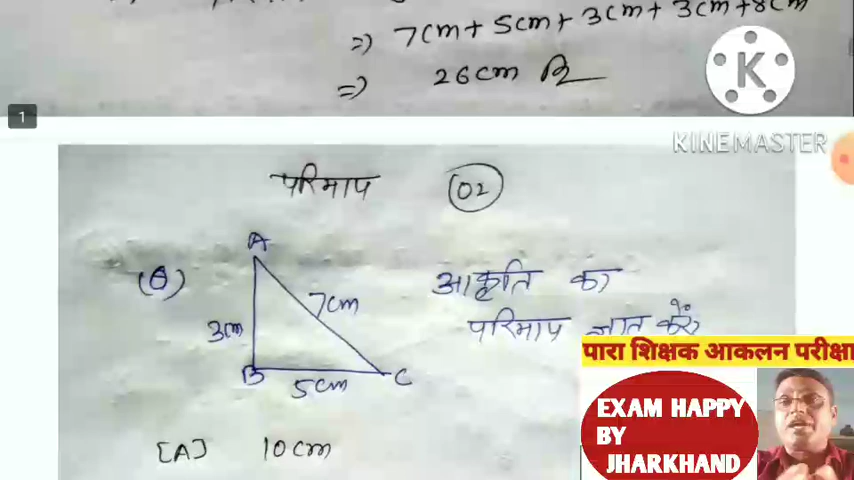 =) 7cm + 5cm + 3cm + 3cm + 8cm
=) 26cm
K
KINEMASTER
1
परिमाप 02
A
(Q) आकृति का
7cm
3cm
परिमाप ज्ञात करें
B C
5cm
पारा शिक्षक आकलन परीक्षा
EXAM HAPPY
BY
JHARKHAND
[A] 10cm